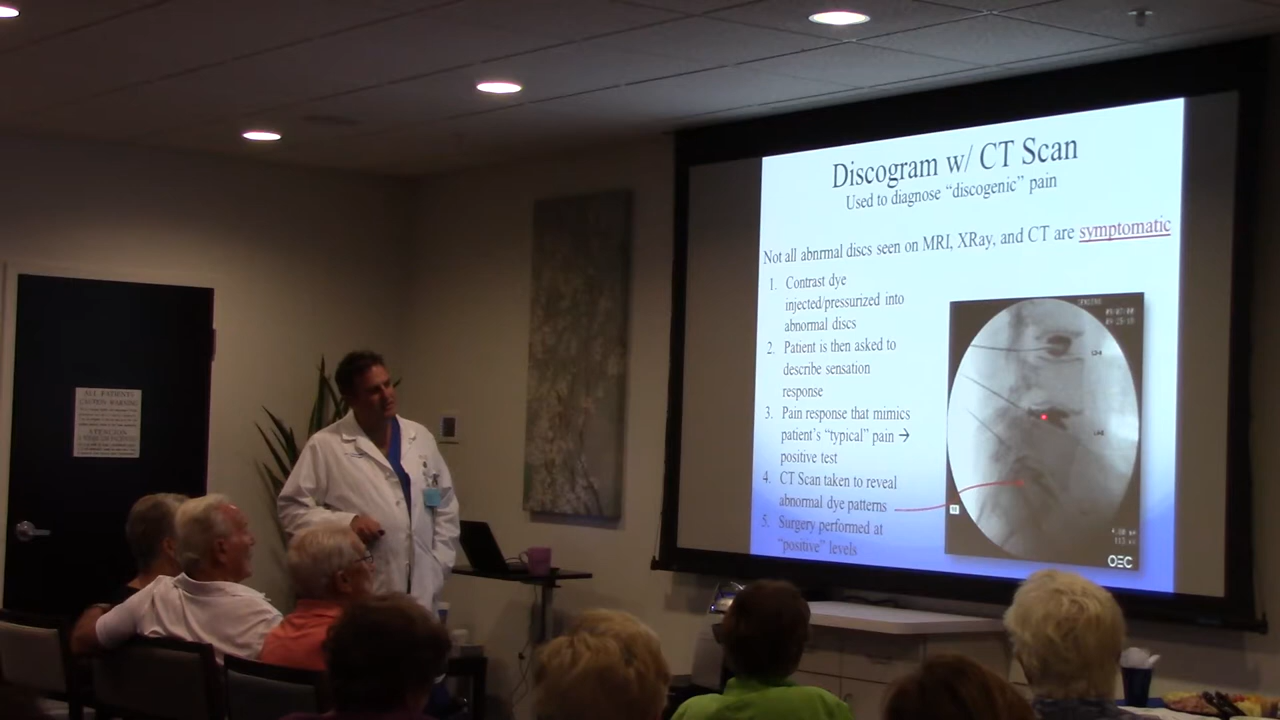 Discogram w/ CT Scan
Used to diagnose “discogenic” pain
Not all abnrmal discs seen on MRI, XRay, and CT are symptomatic
1. Contrast dye
injected/pressurized into
abnormal discs
2. Patient is then asked to
describe sensation
response
3. Pain response that mimics
patient’s “typical” pain →
positive test
4. CT Scan taken to reveal
abnormal dye patterns
5. Surgery performed at
“positive” levels
OEC
ALL PATIENTS